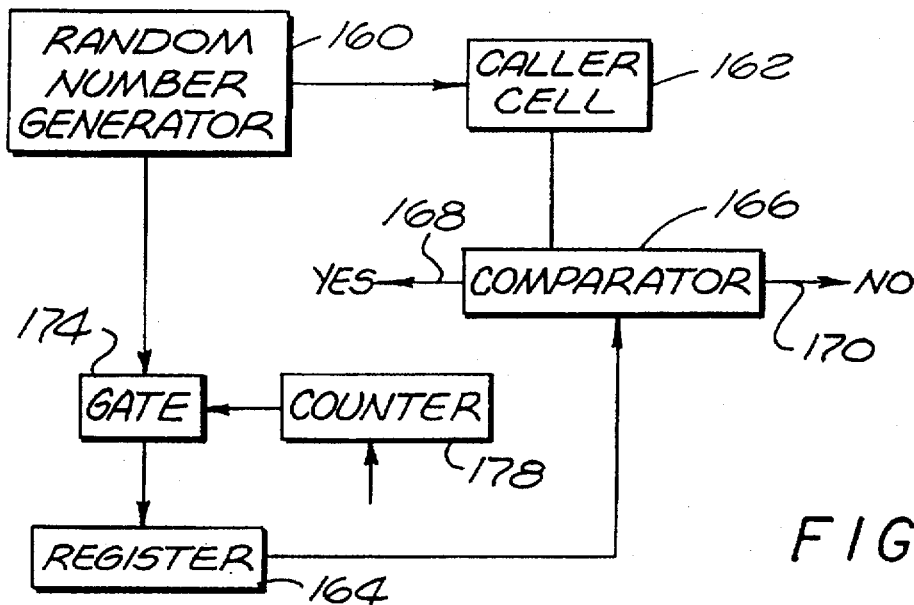 RANDOM
NUMBER
GENERATOR
160
CALLER
CELL
162
168
166
YES
COMPARATOR
NO
170
174
GATE
COUNTER
178
REGISTER
164
FIG